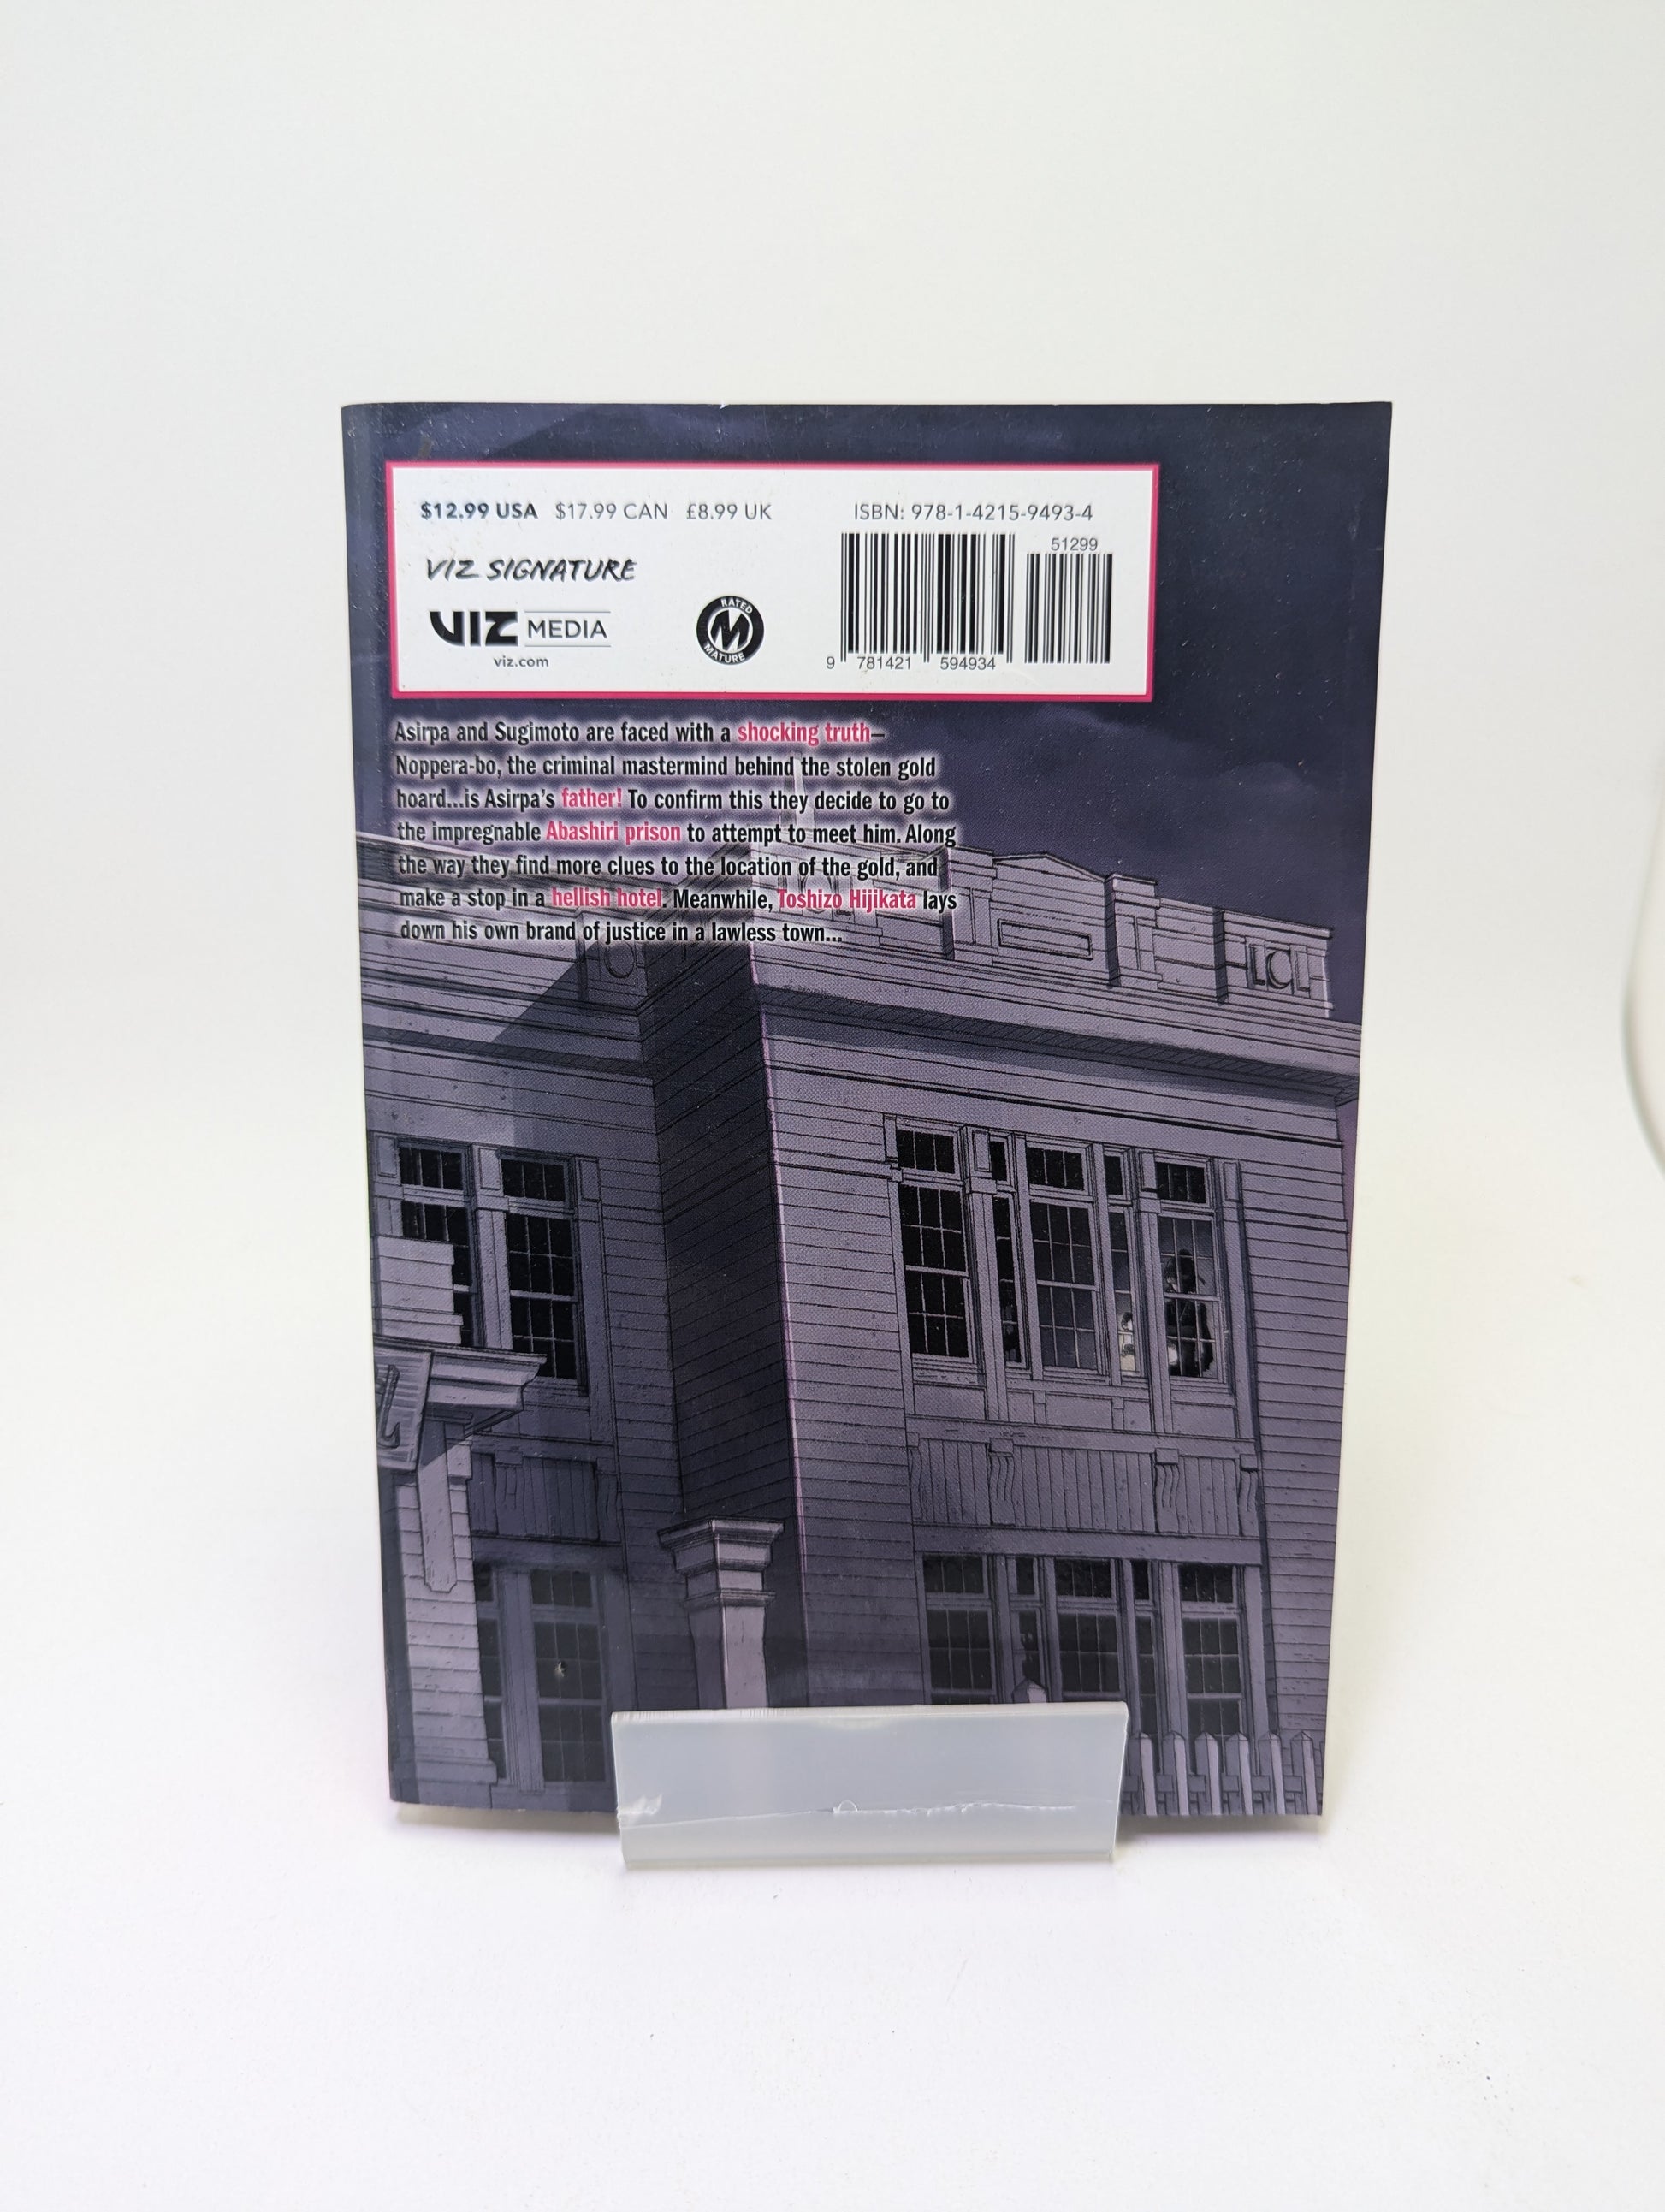 $12.99 USA $17.99 CAN £8.99 UK
ISBN: 978-1-4215-9493-4
51299
VIZ SIGNATURE
VIZ MEDIA
viz.com
RATED
M
MATURE
9 781421 594934
Asirpa and Sugimoto are faced with a shocking truth—
Noppera-bo, the criminal mastermind behind the stolen gold
hoard...is Asirpa's father! To confirm this they decide to go to
the impregnable Abashiri prison to attempt to meet him. Along
the way they find more clues to the location of the gold, and
make a stop in a hellish hotel. Meanwhile, Toshizo Hijikata lays
down his own brand of justice in a lawless town...